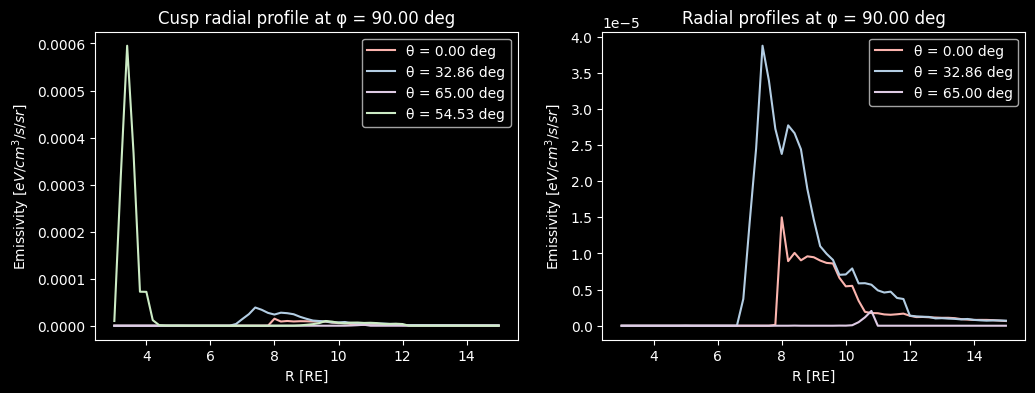 Cusp radial profile at φ = 90.00 deg
Emissivity [eV/cm³/s/sr]
0.0006
0.0005
0.0004
0.0003
0.0002
0.0001
0.0000
4
6
8
10
12
14
R [RE]
θ = 0.00 deg
θ = 32.86 deg
θ = 65.00 deg
θ = 54.53 deg
Radial profiles at φ = 90.00 deg
1e−5
Emissivity [eV/cm³/s/sr]
4.0
3.5
3.0
2.5
2.0
1.5
1.0
0.5
0.0
4
6
8
10
12
14
R [RE]
θ = 0.00 deg
θ = 32.86 deg
θ = 65.00 deg